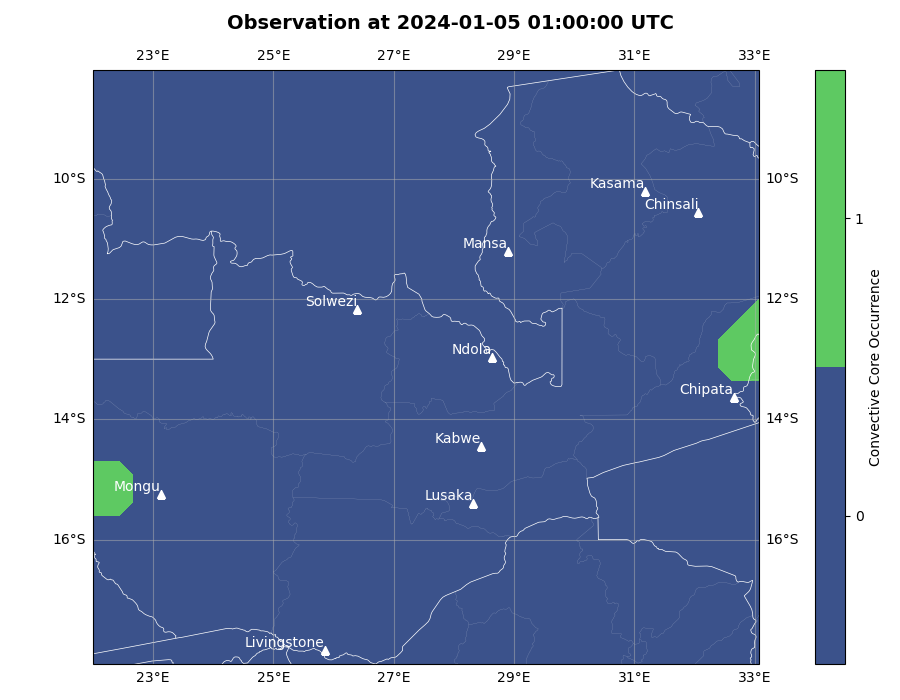 Observation at 2024-01-05 01:00:00 UTC
23°E 25°E 27°E 29°E 31°E 33°E
10°S 10°S
Kasama
Chinsali
Mansa
12°S 12°S
Solwezi
Ndola
Chipata
14°S 14°S
Kabwe
Mongu
Lusaka
16°S 16°S
Livingstone
23°E 25°E 27°E 29°E 31°E 33°E
1
0
Convective Core Occurrence